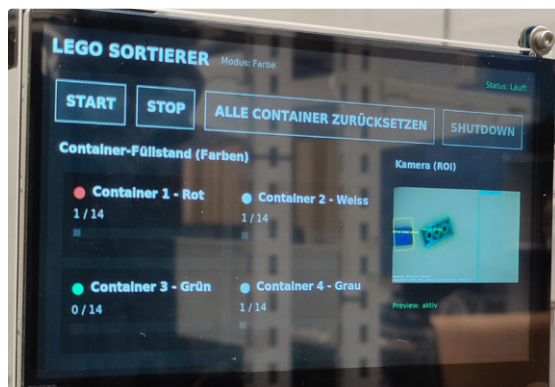 LEGO SORTIERER
Modus: Farbe
Status: Läuft
START
STOP
ALLE CONTAINER ZURÜCKSETZEN
SHUTDOWN
Container-Füllstand (Farben)
Kamera (ROI)
Container 1 - Rot
1 / 14
Container 2 - Weiss
1 / 14
Container 3 - Grün
0 / 14
Container 4 - Grau
1 / 14
Preview: aktiv